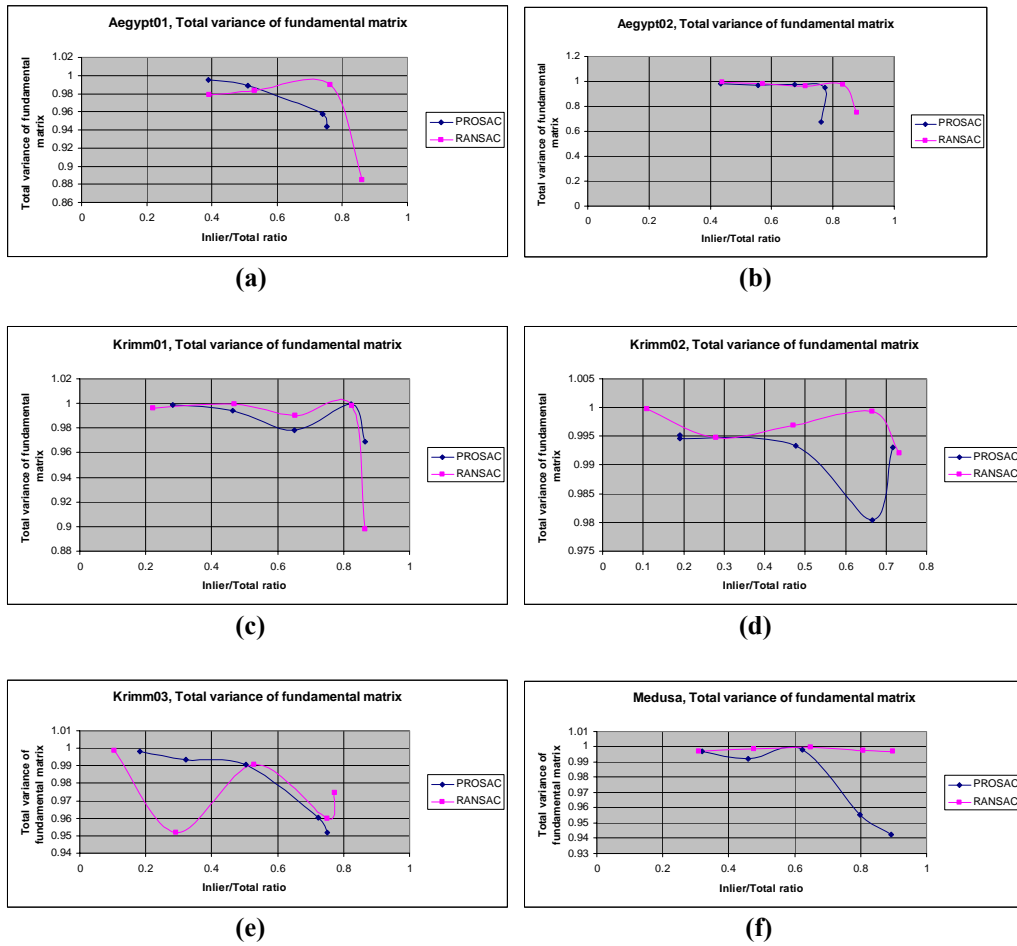 Aegypt01, Total variance of fundamental matrix
Total variance of fundamental matrix
1.02
1
0.98
0.96
0.94
0.92
0.9
0.88
0.86
0 0.2 0.4 0.6 0.8 1
Inlier/Total ratio
PROSAC
RANSAC
(a)
Aegypt02, Total variance of fundamental matrix
Total variance of fundamental matrix
1.2
1
0.8
0.6
0.4
0.2
0
0 0.2 0.4 0.6 0.8 1
Inlier/Total ratio
PROSAC
RANSAC
(b)
Krimm01, Total variance of fundamental matrix
Total variance of fundamental matrix
1.02
1
0.98
0.96
0.94
0.92
0.9
0.88
0 0.2 0.4 0.6 0.8 1
Inlier/Total ratio
PROSAC
RANSAC
(c)
Krimm02, Total variance of fundamental matrix
Total variance of fundamental matrix
1.005
1
0.995
0.99
0.985
0.98
0.975
0 0.1 0.2 0.3 0.4 0.5 0.6 0.7 0.8
Inlier/Total ratio
PROSAC
RANSAC
(d)
Krimm03, Total variance of fundamental matrix
Total variance of
fundamental matrix
1.01
1
0.99
0.98
0.97
0.96
0.95
0.94
0 0.2 0.4 0.6 0.8 1
Inlier/Total ratio
PROSAC
RANSAC
(e)
Medusa, Total variance of fundamental matrix
Total variance of
fundamental matrix
1.01
1
0.99
0.98
0.97
0.96
0.95
0.94
0.93
0 0.2 0.4 0.6 0.8 1
Inlier/Total ratio
PROSAC
RANSAC
(f)